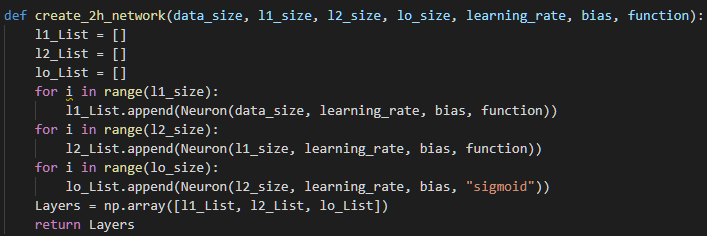 def create_2h_network(data_size, l1_size, l2_size, lo_size, learning_rate, bias, function):
    l1_List = []
    l2_List = []
    lo_List = []
    for i in range(l1_size):
        l1_List.append(Neuron(data_size, learning_rate, bias, function))
    for i in range(l2_size):
        l2_List.append(Neuron(l1_size, learning_rate, bias, function))
    for i in range(lo_size):
        lo_List.append(Neuron(l2_size, learning_rate, bias, "sigmoid"))
    Layers = np.array([l1_List, l2_List, lo_List])
    return Layers